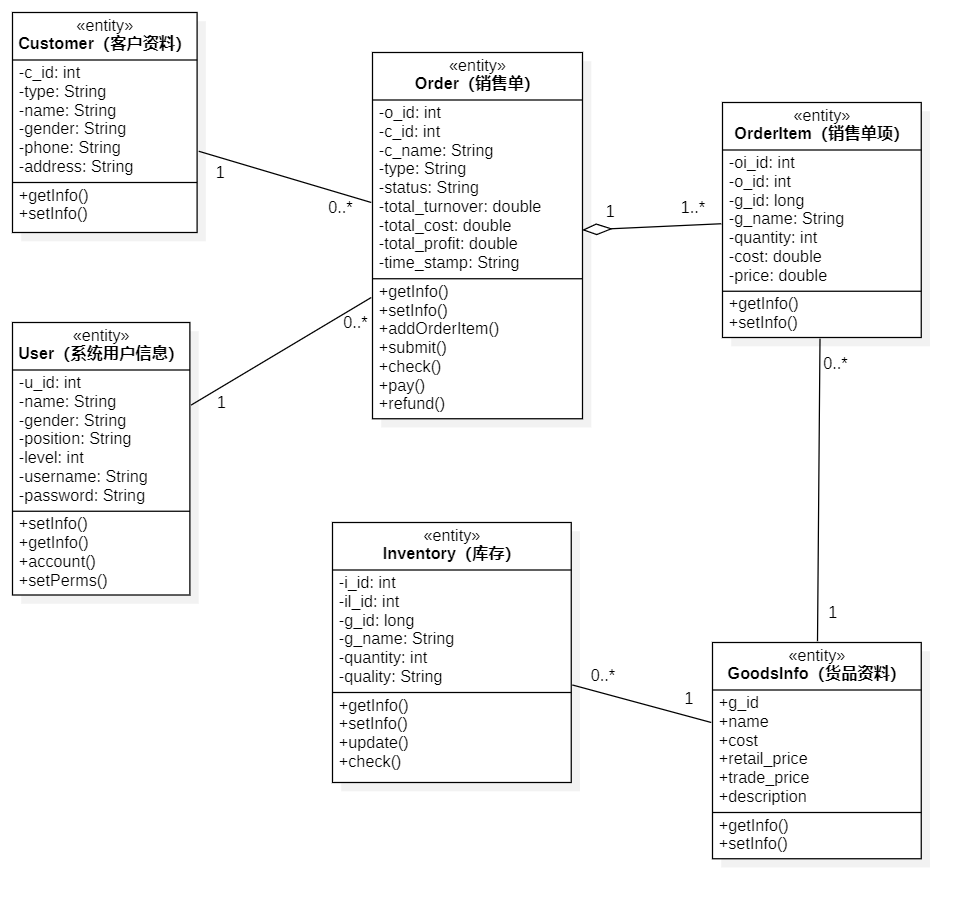 «entity»
Customer（客户资料）
-c_id: int
-type: String
-name: String
-gender: String
-phone: String
-address: String
+getInfo()
+setInfo()
1
0..*
«entity»
Order（销售单）
-o_id: int
-c_id: int
-c_name: String
-type: String
-status: String
-total_turnover: double
-total_cost: double
-total_profit: double
-time_stamp: String
+getInfo()
+setInfo()
+addOrderItem()
+submit()
+check()
+pay()
+refund()
1
1..*
«entity»
OrderItem（销售单项）
-oi_id: int
-o_id: int
-g_id: long
-g_name: String
-quantity: int
-cost: double
-price: double
+getInfo()
+setInfo()
0..*
1
«entity»
User（系统用户信息）
-u_id: int
-name: String
-gender: String
-position: String
-level: int
-username: String
-password: String
+setInfo()
+getInfo()
+account()
+setPerms()
1
0..*
«entity»
Inventory（库存）
-i_id: int
-il_id: int
-g_id: long
-g_name: String
-quantity: int
-quality: String
+getInfo()
+setInfo()
+update()
+check()
0..*
1
«entity»
GoodsInfo（货品资料）
+g_id
+name
+cost
+retail_price
+trade_price
+description
+getInfo()
+setInfo()